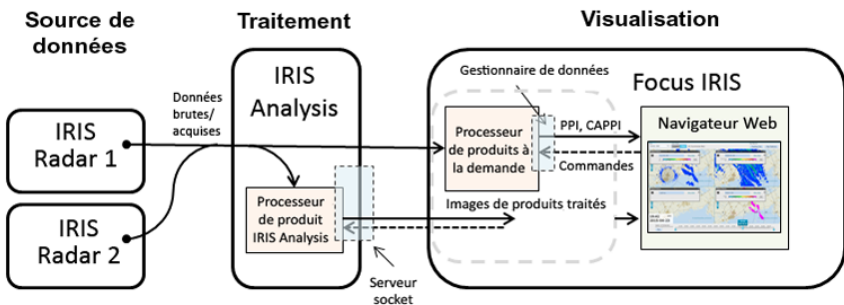 Source de
données
Traitement
Visualisation
IRIS
Radar 1
IRIS
Radar 2
Données
brutes/
acquises
IRIS
Analysis
Processeur
de produit
IRIS Analysis
Serveur
socket
Gestionnaire de données
Focus IRIS
Processeur
de produits à
la demande
PPI, CAPPI
Commandes
Images de produits traités
Navigateur Web